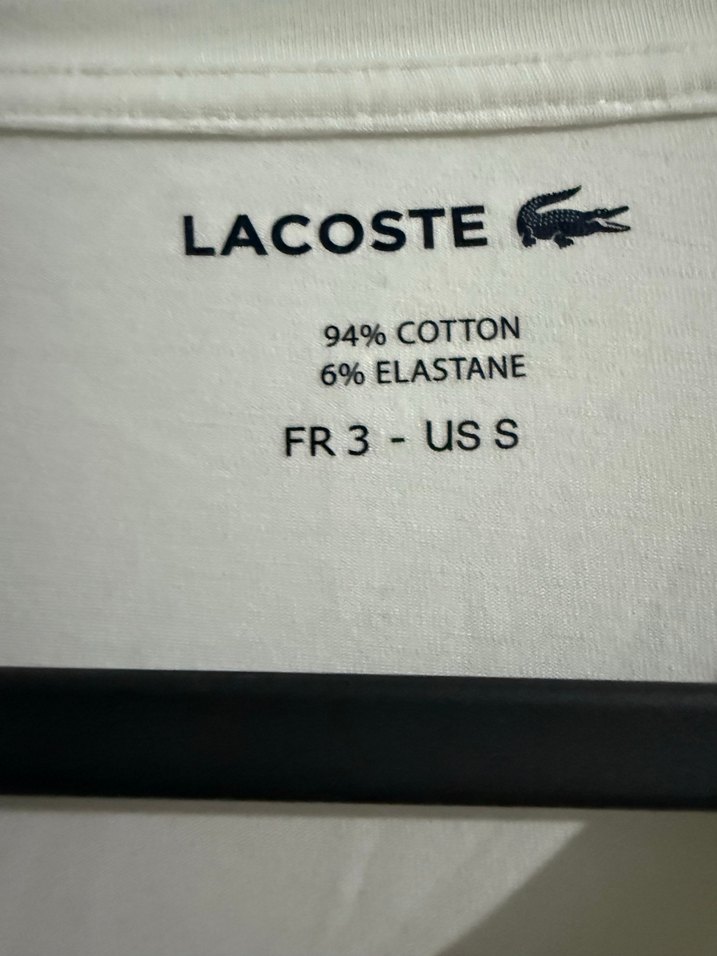 LACOSTE
94% COTTON
6% ELASTANE
FR 3 - US S